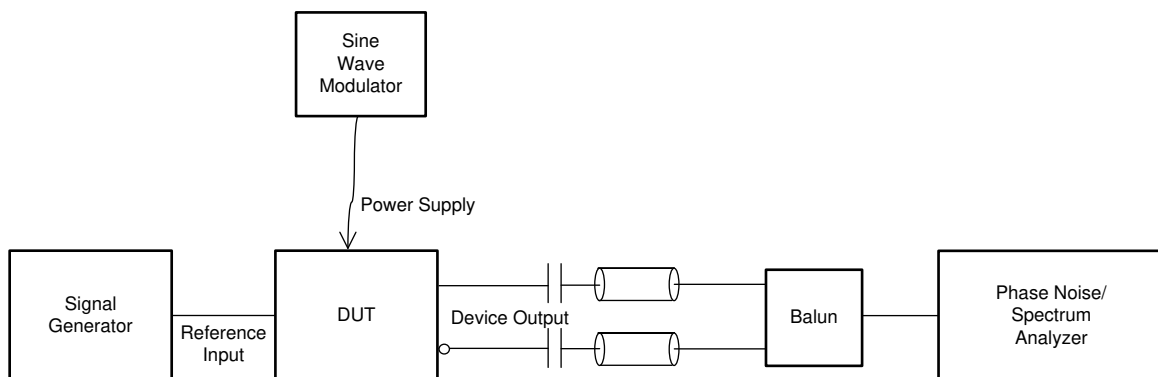 Sine
Wave
Modulator
Power Supply
Signal
Generator
Reference
Input
DUT
Device Output
Balun
Phase Noise/
Spectrum
Analyzer